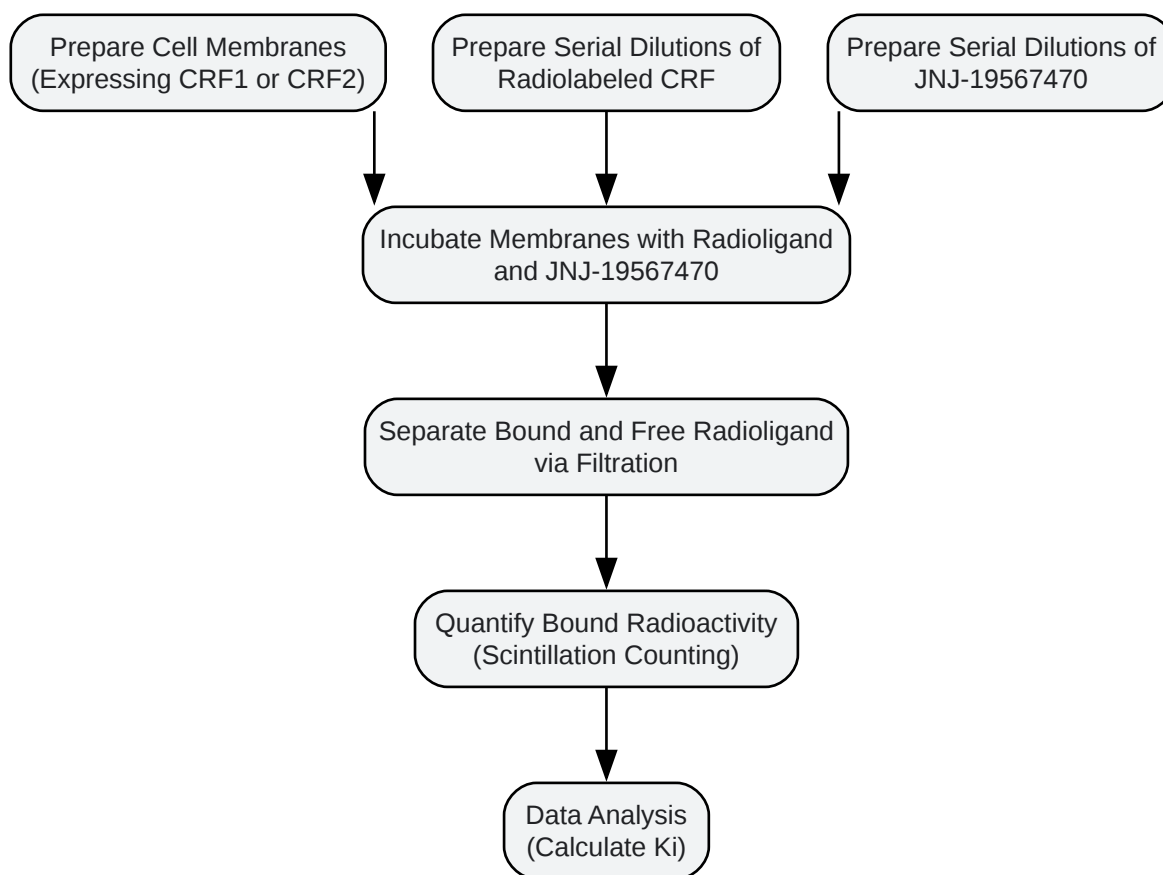 Prepare Cell Membranes
(Expressing CRF1 or CRF2)
Prepare Serial Dilutions of
Radiolabeled CRF
Prepare Serial Dilutions of
JNJ-19567470
Incubate Membranes with Radioligand
and JNJ-19567470
Separate Bound and Free Radioligand
via Filtration
Quantify Bound Radioactivity
(Scintillation Counting)
Data Analysis
(Calculate Ki)